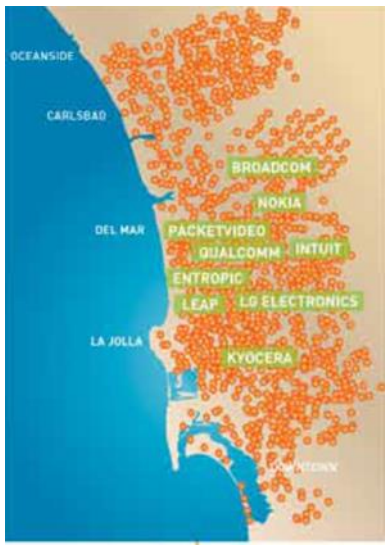 OCEANSIDE
CARLSBAD
BROADCOM
NOKIA
DEL MAR
PACKETVIDEO
QUALCOMM
INTUIT
ENTROPIC
LEAP
LG ELECTRONICS
LA JOLLA
KYOCERA
DOWNTOWN